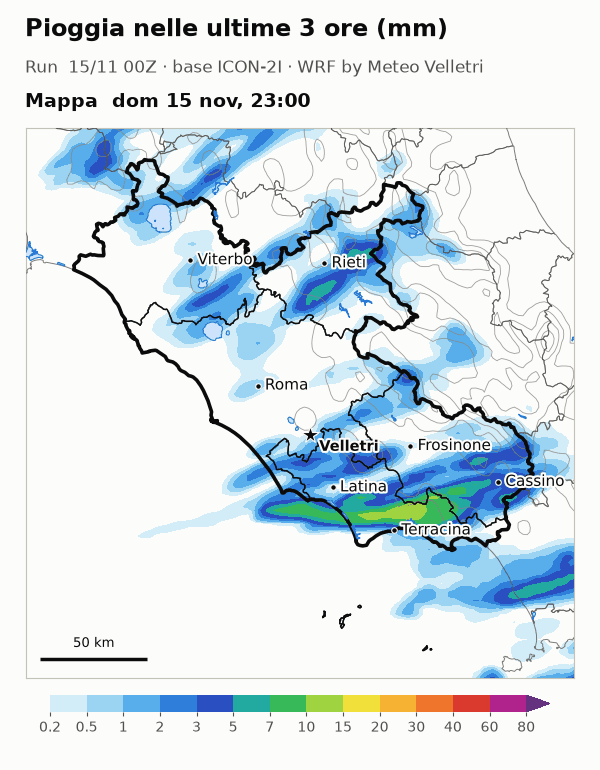 Pioggia nelle ultime 3 ore (mm)
Run  15/11 00Z · base ICON-2I · WRF by Meteo Velletri
Mappa  dom 15 nov, 23:00
Viterbo
Rieti
Roma
Velletri
Frosinone
Latina
Cassino
Terracina
50 km
0.2 0.5 1 2 3 5 7 10 15 20 30 40 60 80